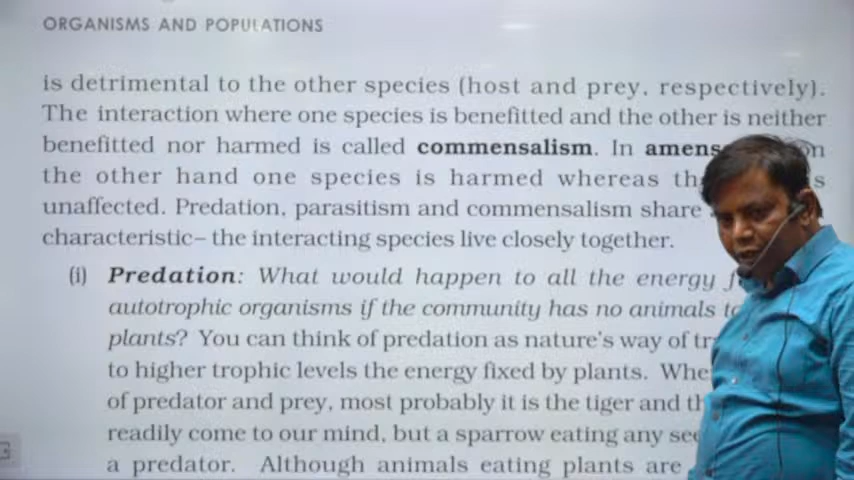 ORGANISMS AND POPULATIONS
is detrimental to the other species (host and prey, respectively).
The interaction where one species is benefitted and the other is neither
benefitted nor harmed is called commensalism. In
the other hand one species is harmed whereas
unaffected. Predation, parasitism and commensalism share
characteristic– the interacting species live closely together.
(i) Predation: What would happen to all the energy
autotrophic organisms if the community has no animals
plants? You can think of predation as nature's way of
to higher trophic levels the energy fixed by plants.
of predator and prey, most probably it is the tiger and
readily come to our mind, but a sparrow eating any
a predator. Although animals eating plants are